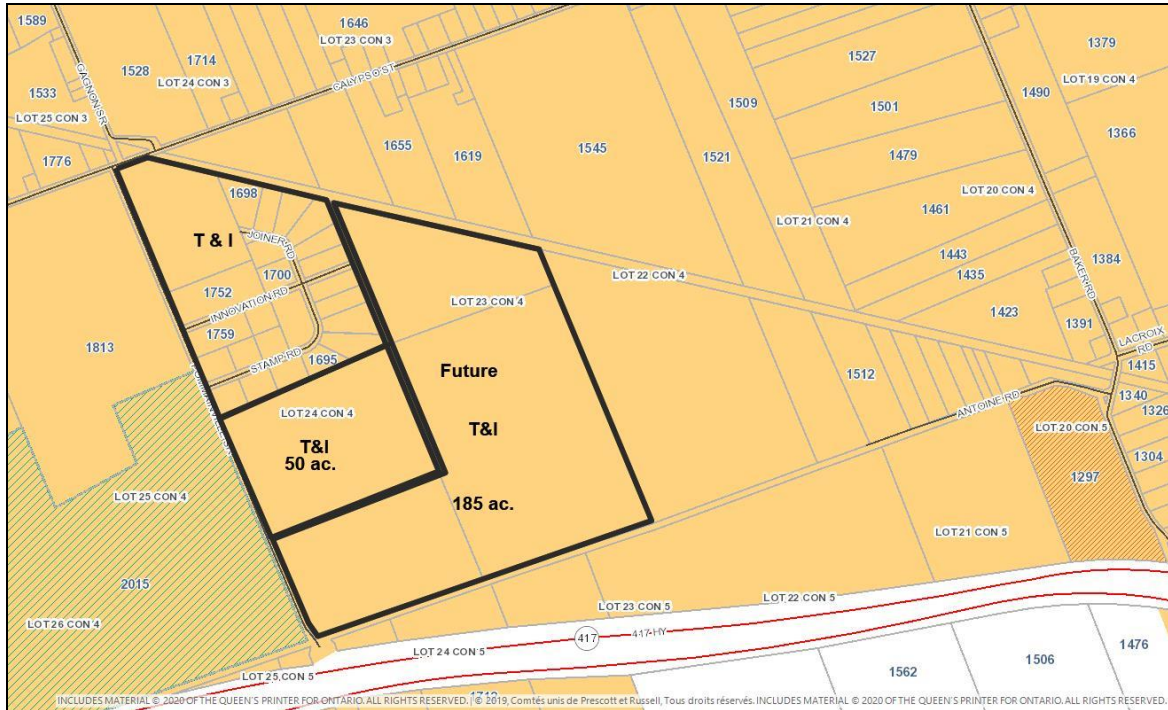 1589
1646
LOT 23 CON 3
1714
1528
LOT 24 CON 3
GAGNON SR
CALYPSO ST
1533
LOT 25 CON 3
1776
1655
1619
1545
1509
1521
1527
1501
1479
1461
1443
1435
1423
1379
LOT 19 CON 4
1490
1366
LOT 20 CON 4
LOT 21 CON 4
1384
BAKER RD
1391
LACROIX RD
1415
1340
1326
1304
1698
T & I
JOINER RD
1700
1752
INNOVATION RD
1759
STAMP RD
1695
LOT 22 CON 4
LOT 23 CON 4
1813
Future
T&I
185 ac.
LOT 24 CON 4
T&I
50 ac.
1512
ANTOINE RD
LOT 20 CON 5
1297
LOT 25 CON 4
2015
LOT 26 CON 4
LOT 21 CON 5
LOT 22 CON 5
LOT 23 CON 5
417
417 HY
LOT 24 CON 5
LOT 25 CON 5
1562
1506
1476
INCLUDES MATERIAL © 2020 OF THE QUEEN'S PRINTER FOR ONTARIO. ALL RIGHTS RESERVED. | © 2019, Comtés unis de Prescott et Russell, Tous droits réservés. INCLUDES MATERIAL © 2020 OF THE QUEEN'S PRINTER FOR ONTARIO. ALL RIGHTS RESERVED.